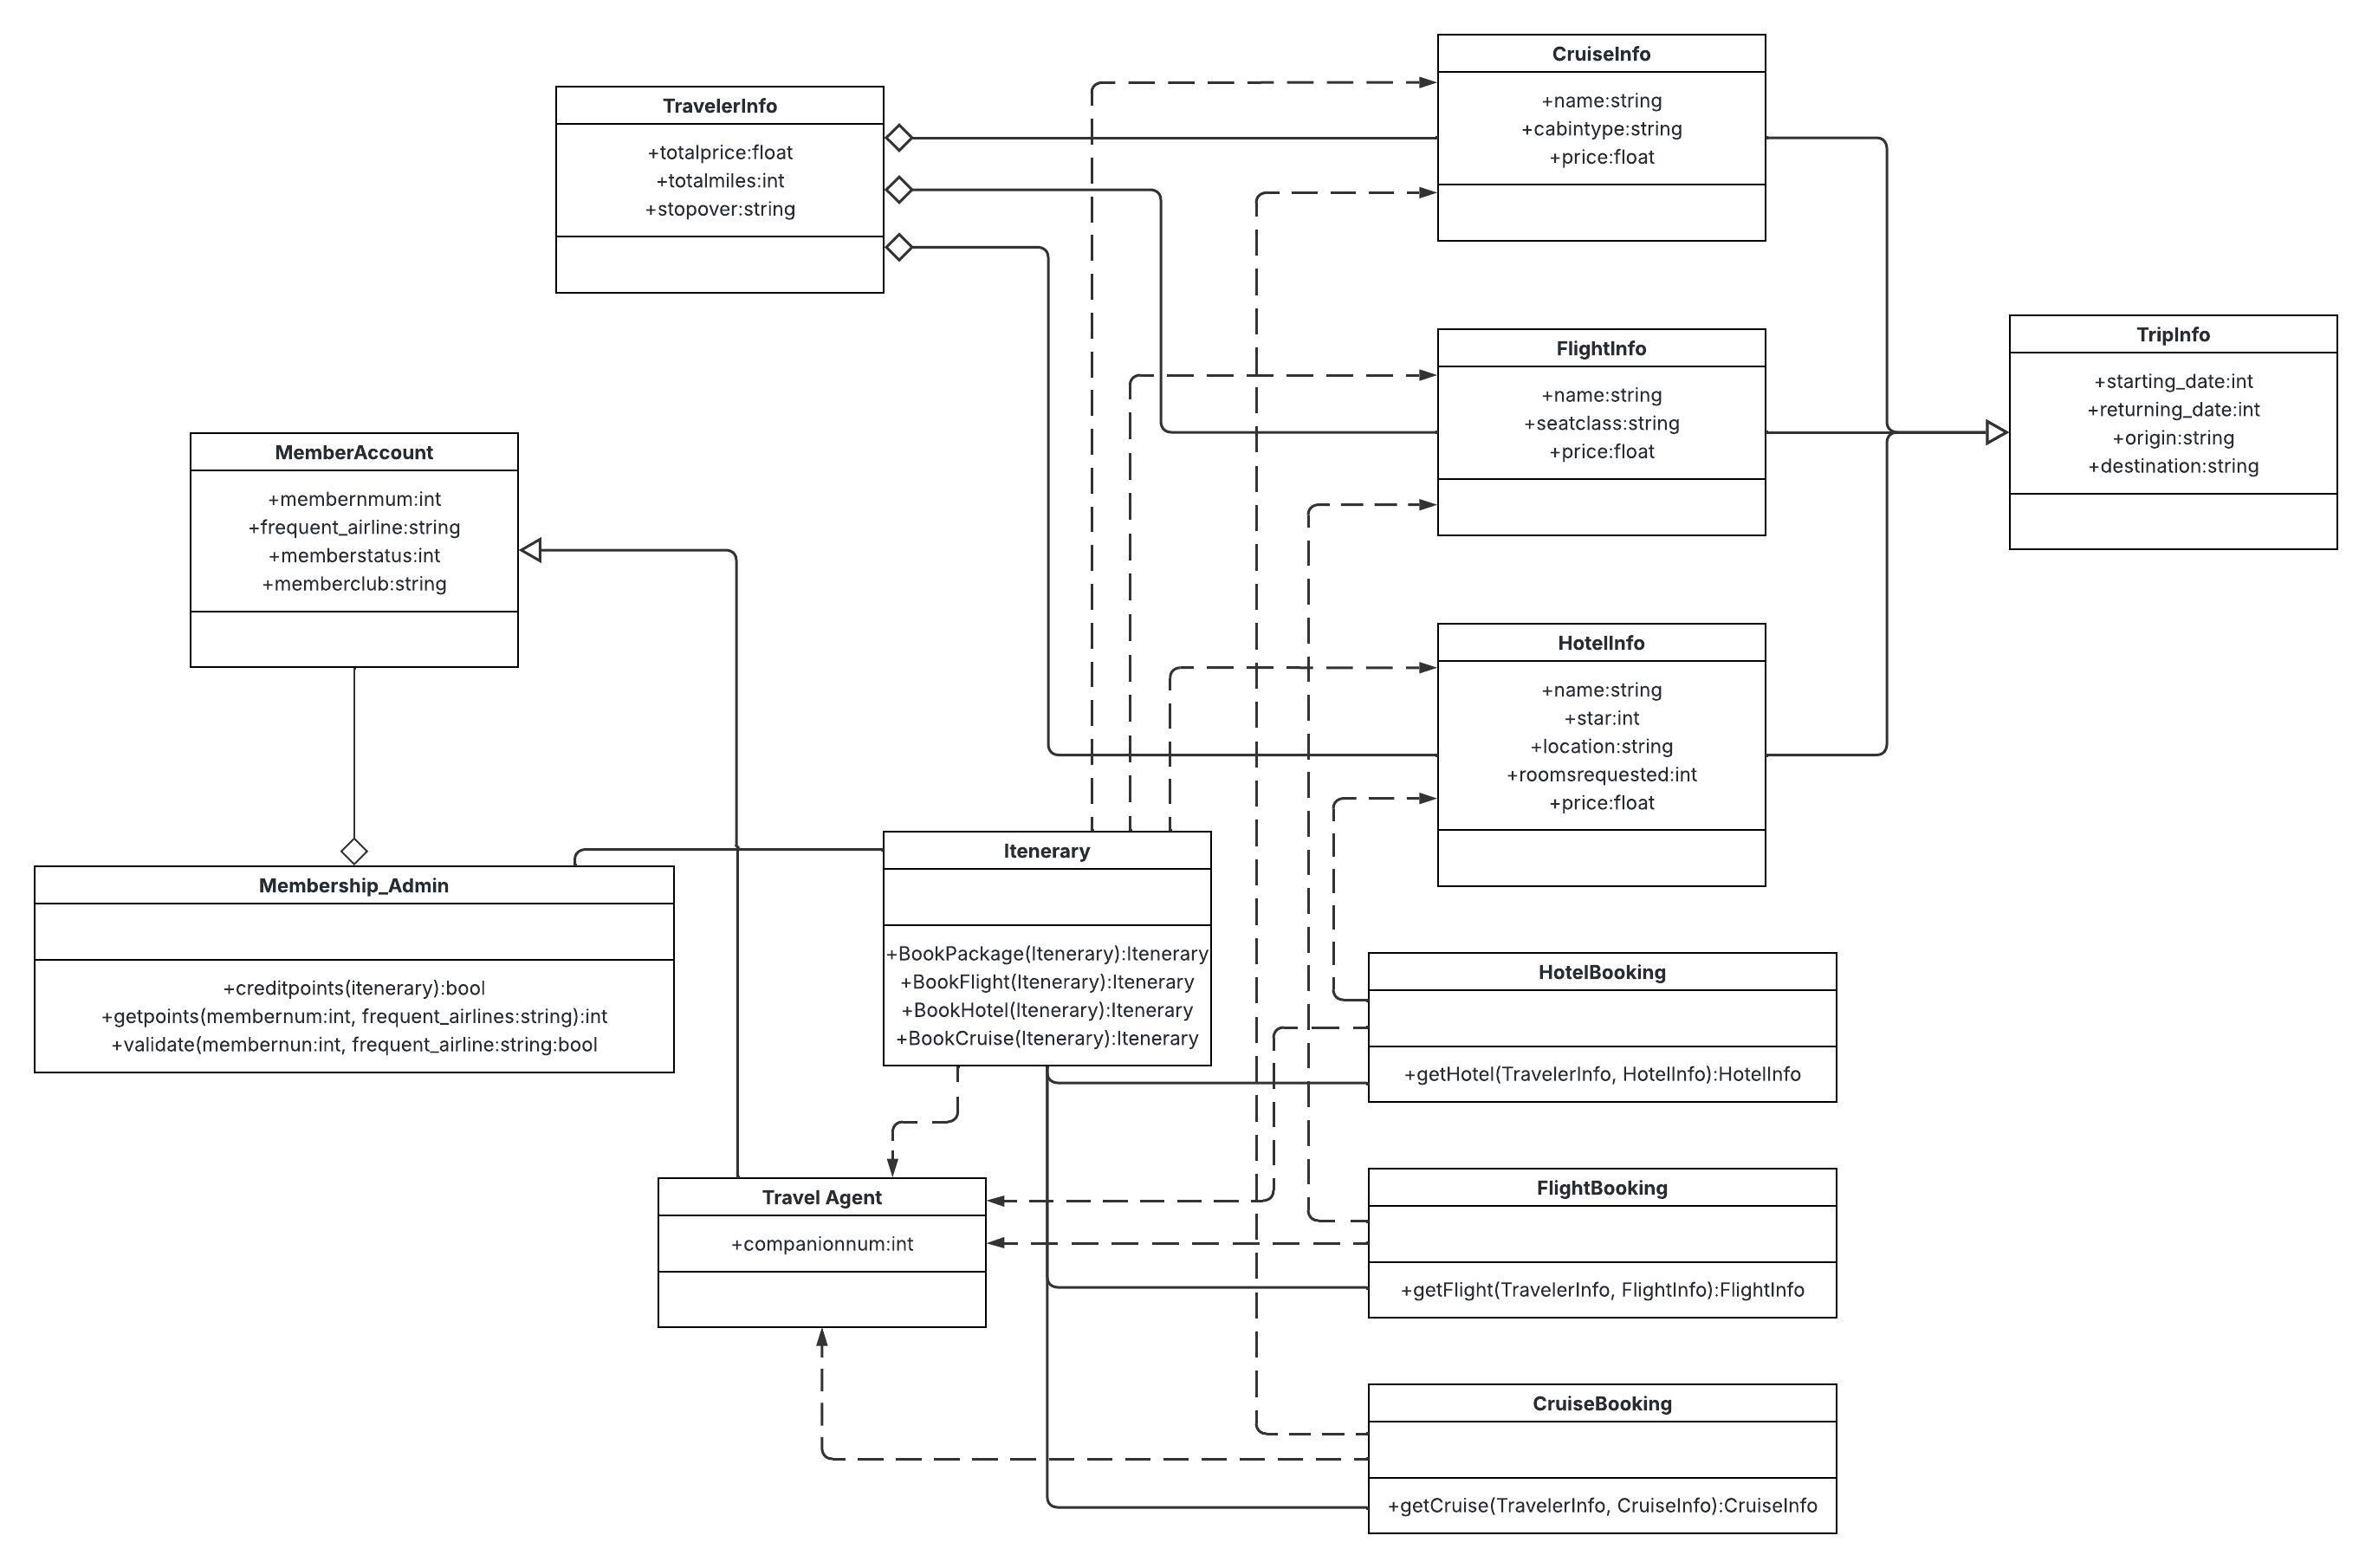 CruiseInfo
+name:string
+cabintype:string
+price:float
TravelerInfo
+totalprice:float
+totalmiles:int
+stopover:string
FlightInfo
+name:string
+seatclass:string
+price:float
TripInfo
+starting_date:int
+returning_date:int
+origin:string
+destination:string
MemberAccount
+membernmum:int
+frequent_airline:string
+memberstatus:int
+memberclub:string
HotelInfo
+name:string
+star:int
+location:string
+roomsrequested:int
+price:float
Itenerary
+BookPackage(Itenerary):Itenerary
+BookFlight(Itenerary):Itenerary
+BookHotel(Itenerary):Itenerary
+BookCruise(Itenerary):Itenerary
Membership_Admin
+creditpoints(itenerary):bool
+getpoints(membernum:int, frequent_airlines:string):int
+validate(membernun:int, frequent_airline:string:bool
HotelBooking
+getHotel(TravelerInfo, HotelInfo):HotelInfo
Travel Agent
+companionnum:int
FlightBooking
+getFlight(TravelerInfo, FlightInfo):FlightInfo
CruiseBooking
+getCruise(TravelerInfo, CruiseInfo):CruiseInfo